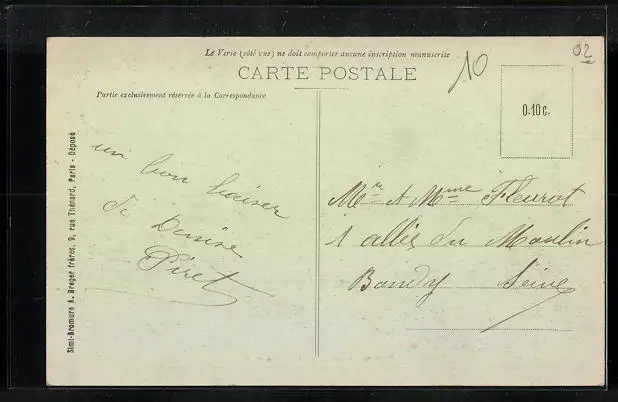 Le Verso (côté vue) ne doit comporter aucune inscription manuscrite
CARTE POSTALE
10
02
0.10 c.
Partie exclusivement réservée à la Correspondance
un bon baiser
de Denise
Piret
Mr et Mme Fleurot
1 allée du Moulin
Bondy Seine
Simi-Bromure A. Breger frères, 9, rue Thénard, Paris - Déposé